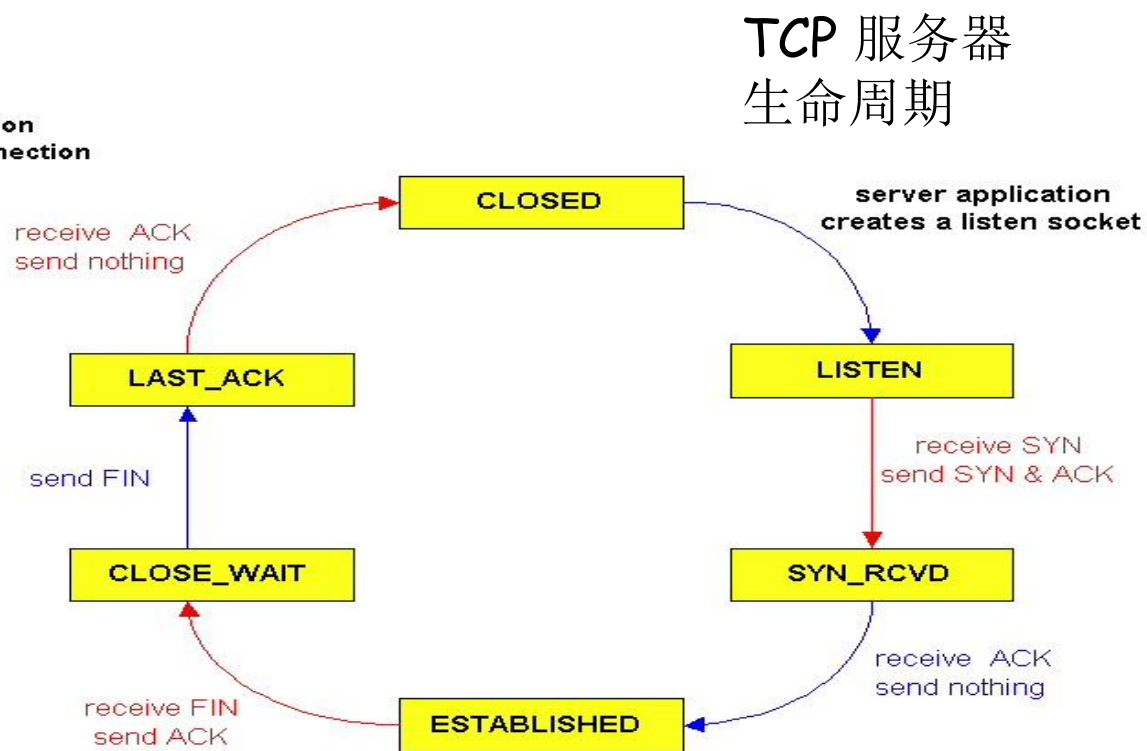 TCP 服务器
生命周期
on
nection
CLOSED
server application
creates a listen socket
receive ACK
send nothing
LAST_ACK
LISTEN
receive SYN
send SYN & ACK
send FIN
CLOSE_WAIT
SYN_RCVD
receive ACK
send nothing
receive FIN
send ACK
ESTABLISHED